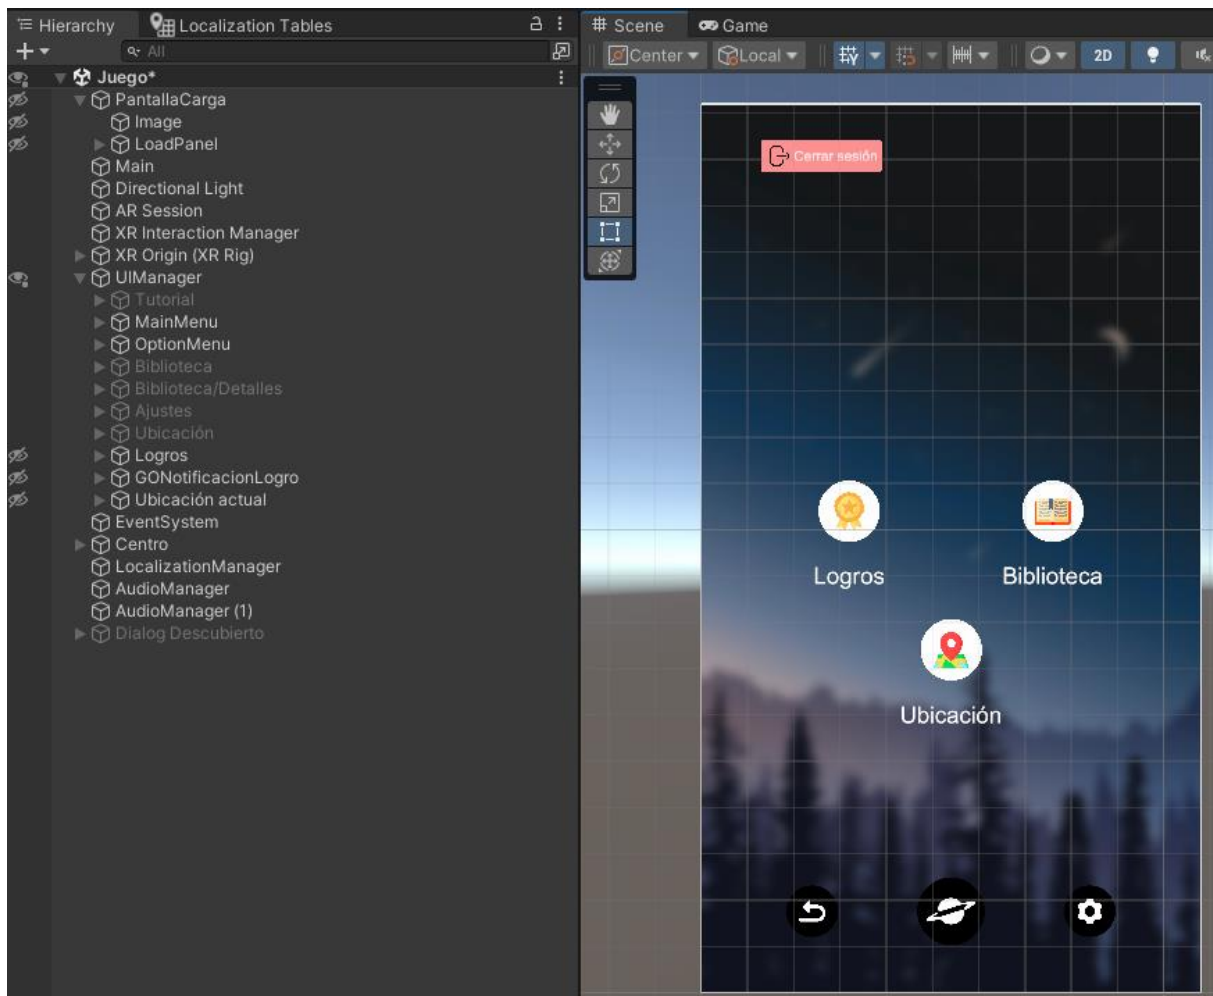 Hierarchy
Localization Tables
All
Juego*
PantallaCarga
Image
LoadPanel
Main
Directional Light
AR Session
XR Interaction Manager
XR Origin (XR Rig)
UIManager
Tutorial
MainMenu
OptionMenu
Biblioteca
Biblioteca/Detalles
Ajustes
Ubicación
Logros
GONotificacionLogro
Ubicación actual
EventSystem
Centro
LocalizationManager
AudioManager
AudioManager (1)
Dialog Descubierto
Scene
Game
Center
Local
2D
Cerrar sesión
Logros
Biblioteca
Ubicación